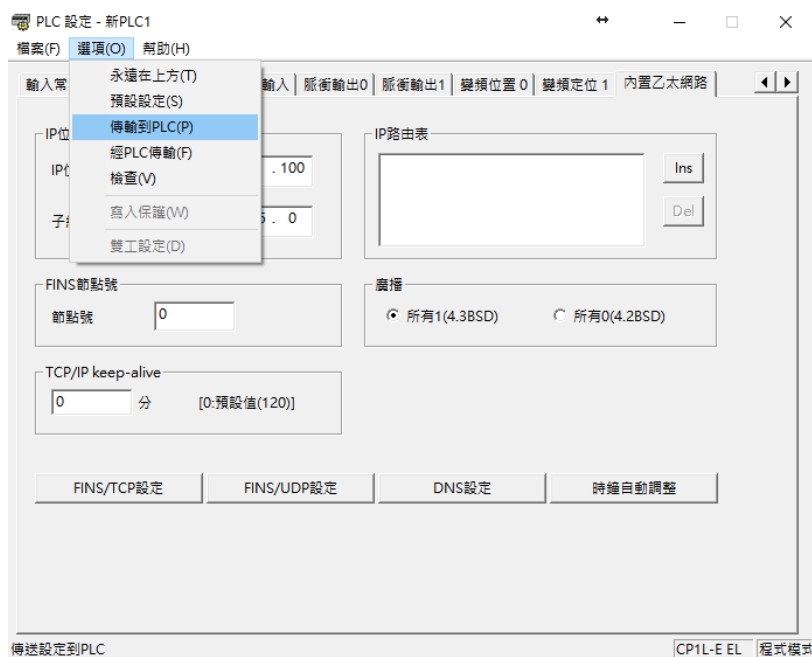 PLC 設定 - 新PLC1
檔案(F) 選項(O) 幫助(H)
永遠在上方(T)
預設設定(S)
傳輸到PLC(P)
經PLC傳輸(F)
檢查(V)
寫入保護(W)
雙工設定(D)
輸入常 輸入 脈衝輸出0 脈衝輸出1 變頻位置 0 變頻定位 1 內置乙太網路
IP位
IP位 . 100
子 . 0
IP路由表
Ins
Del
FINS節點號
節點號 0
廣播
所有1(4.3BSD) 所有0(4.2BSD)
TCP/IP keep-alive
0 分 [0:預設值(120)]
FINS/TCP設定 FINS/UDP設定 DNS設定 時鐘自動調整
傳送設定到PLC CP1L-E EL 程式模式